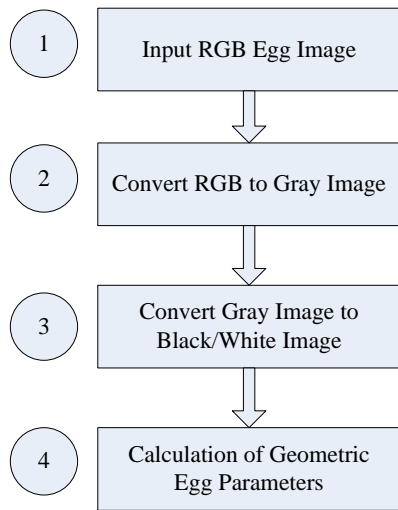 1
Input RGB Egg Image
2
Convert RGB to Gray Image
3
Convert Gray Image to
Black/White Image
4
Calculation of Geometric
Egg Parameters